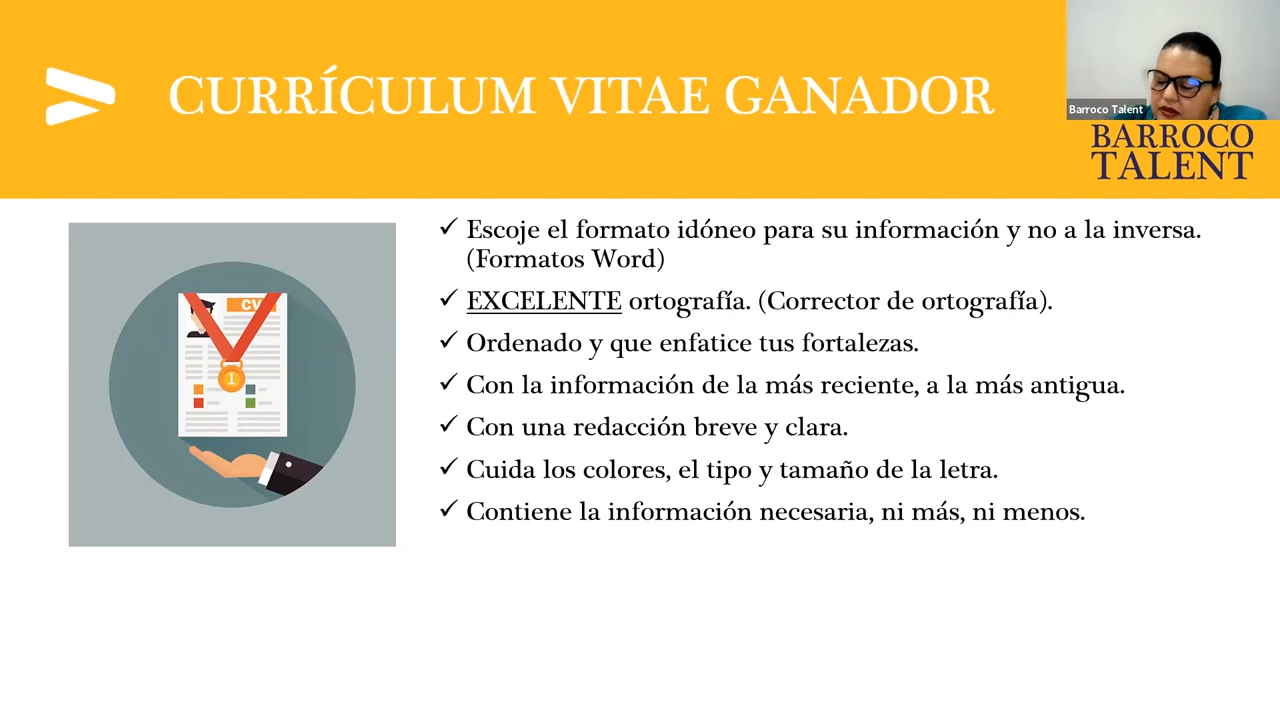 CURRÍCULUM VITAE GANADOR
Barroco Talent
BARROCO
TALENT
Escoje el formato idóneo para su información y no a la inversa.
(Formatos Word)
EXCELENTE ortografía. (Corrector de ortografía).
Ordenado y que enfatice tus fortalezas.
Con la información de la más reciente, a la más antigua.
Con una redacción breve y clara.
Cuida los colores, el tipo y tamaño de la letra.
Contiene la información necesaria, ni más, ni menos.
CV
1